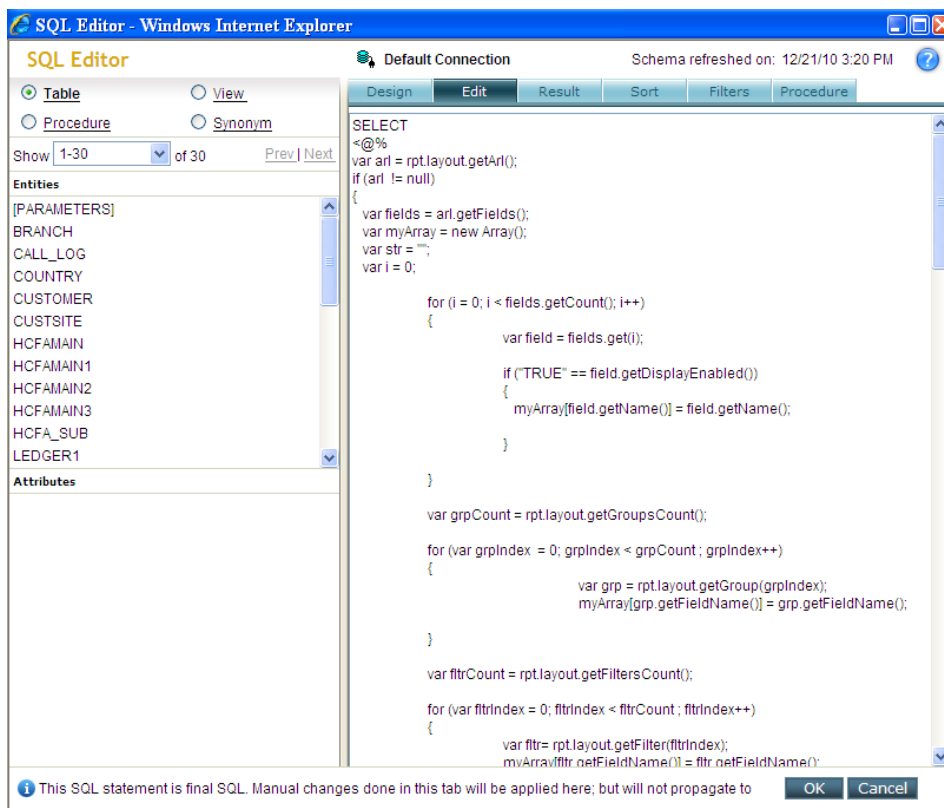 SQL Editor - Windows Internet Explorer
SQL Editor
Default Connection
Schema refreshed on: 12/21/10 3:20 PM
Table
View
Procedure
Synonym
Show 1-30 of 30 Prev | Next
Entities
[PARAMETERS]
BRANCH
CALL_LOG
COUNTRY
CUSTOMER
CUSTSITE
HCFAMAIN
HCFAMAIN1
HCFAMAIN2
HCFAMAIN3
HCFA_SUB
LEDGER1
Attributes
Design Edit Result Sort Filters Procedure
SELECT
<@%
var arl = rpt.layout.getArl();
if (arl != null)
{
var fields = arl.getFields();
var myArray = new Array();
var str = "";
var i = 0;
for (i = 0; i < fields.getCount(); i++)
{
var field = fields.get(i);
if ("TRUE" == field.getDisplayEnabled())
{
myArray[field.getName()] = field.getName();
}
}
var grpCount = rpt.layout.getGroupsCount();
for (var grpIndex = 0; grpIndex < grpCount ; grpIndex++)
{
var grp = rpt.layout.getGroup(grpIndex);
myArray[grp.getFieldName()] = grp.getFieldName();
}
var fltrCount = rpt.layout.getFiltersCount();
for (var fltrIndex = 0; fltrIndex < fltrCount ; fltrIndex++)
{
var fltr= rpt.layout.getFilter(fltrIndex);
myArray[fltr.getFieldName()] = fltr.getFieldName();
This SQL statement is final SQL. Manual changes done in this tab will be applied here; but will not propagate to
OK Cancel